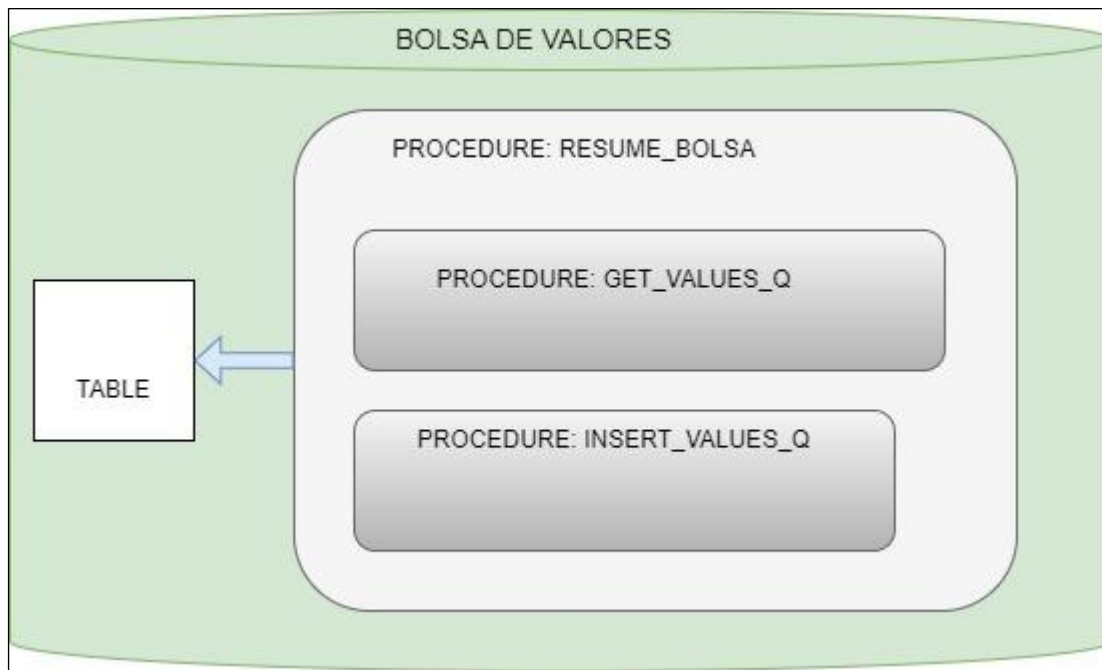 BOLSA DE VALORES
PROCEDURE: RESUME_BOLSA
PROCEDURE: GET_VALUES_Q
TABLE
PROCEDURE: INSERT_VALUES_Q